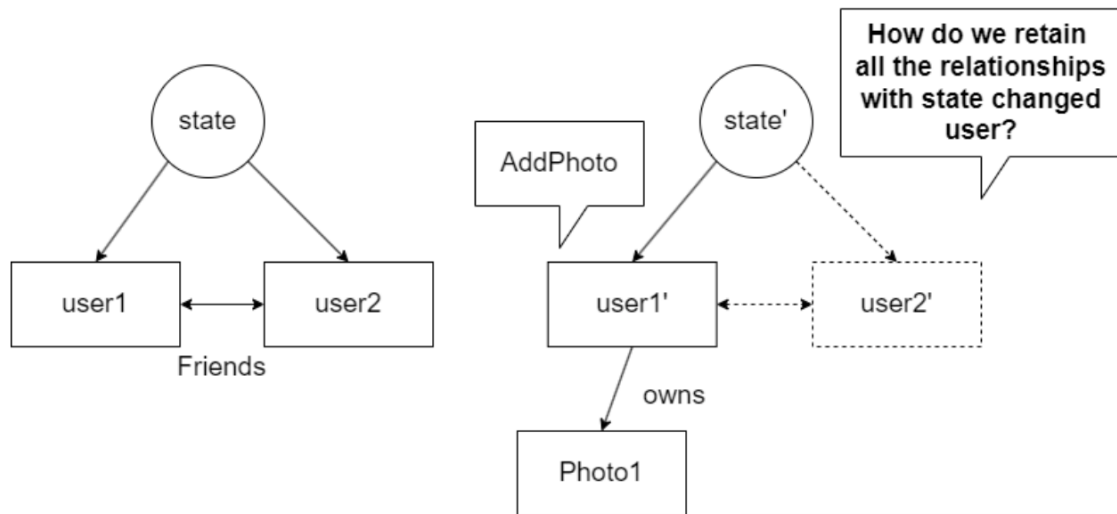 state
user1
user2
Friends
How do we retain
all the relationships
with state changed
user?
state'
AddPhoto
user1'
user2'
owns
Photo1